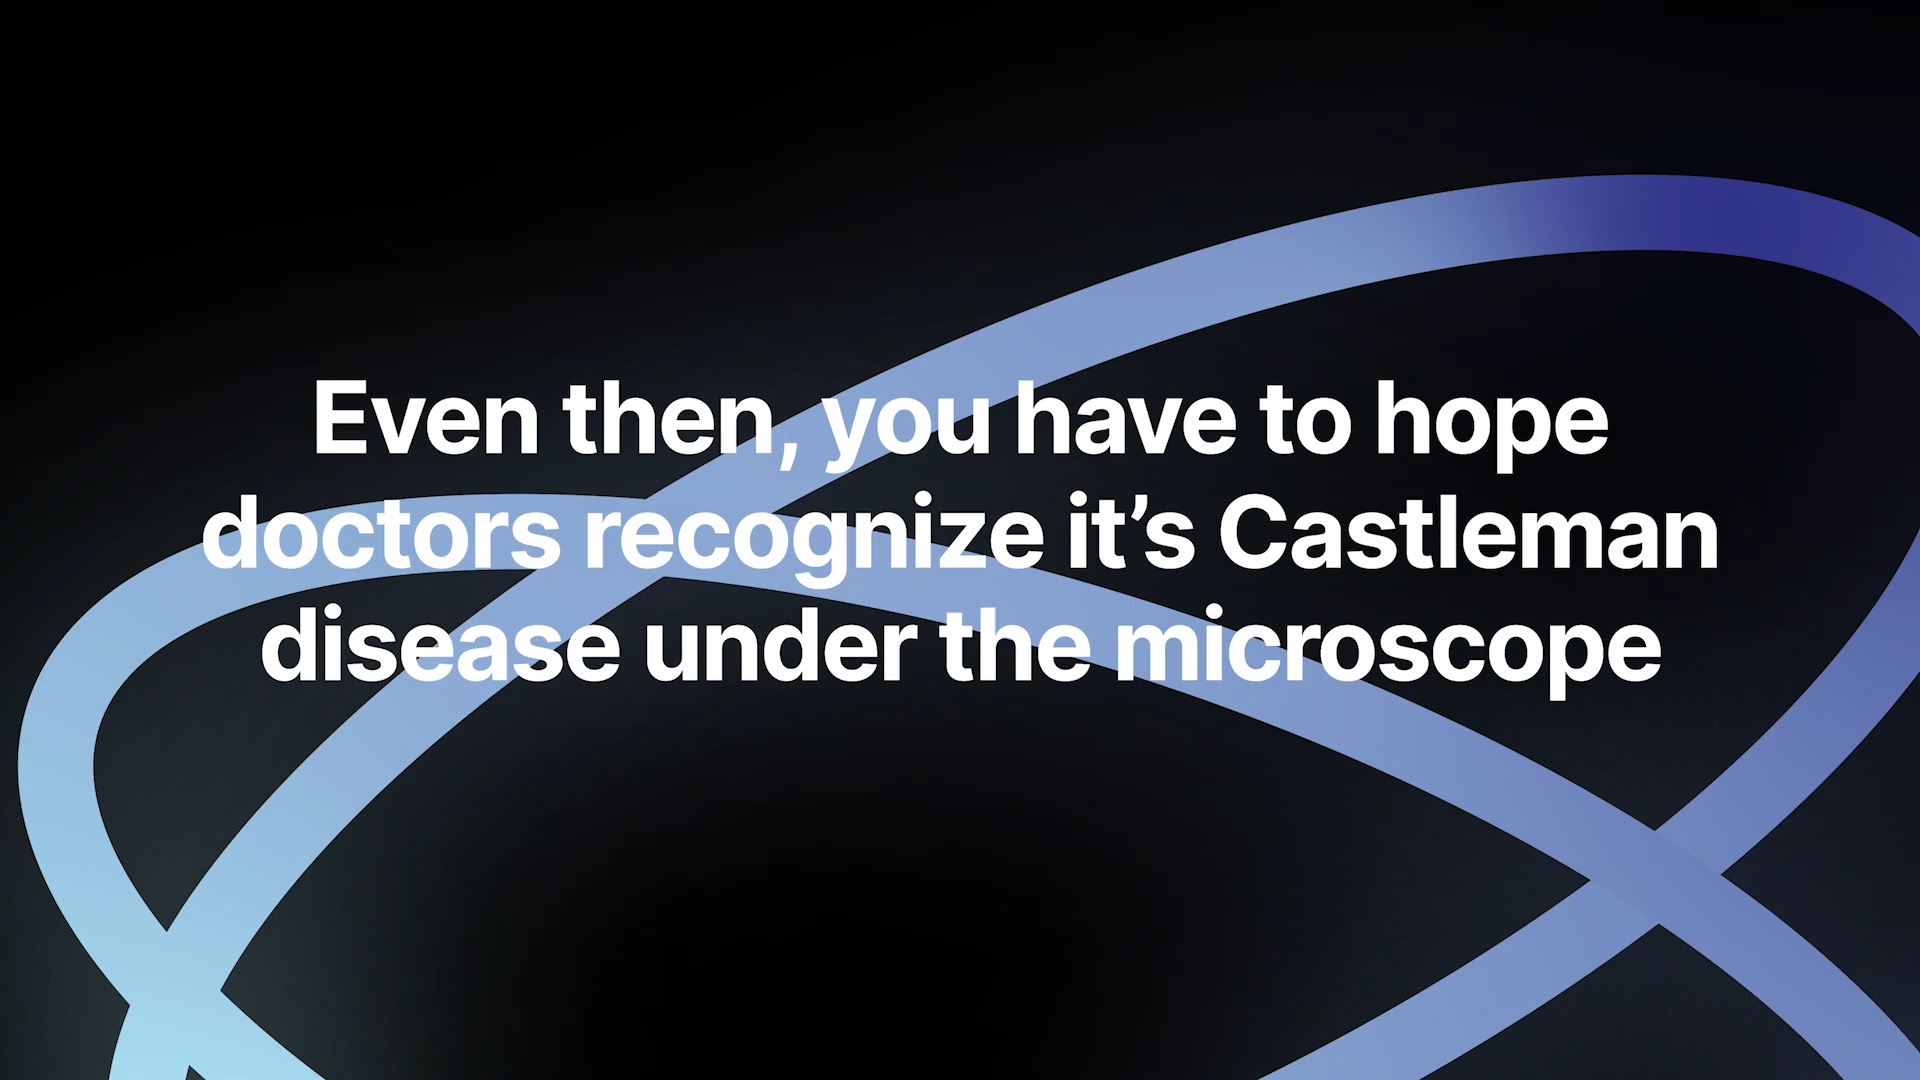 Even then, you have to hope
doctors recognize it’s Castleman
disease under the microscope